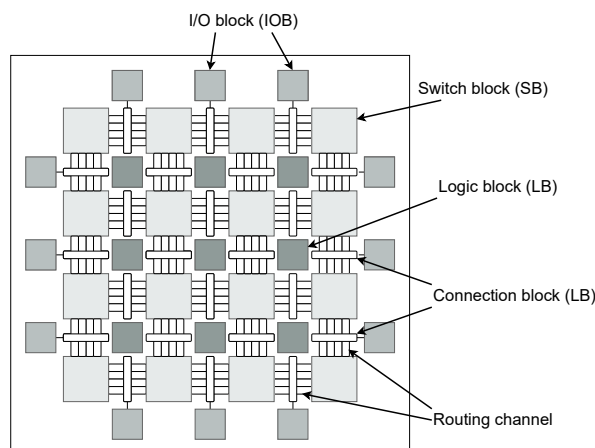 I/O block (IOB)
Switch block (SB)
Logic block (LB)
Connection block (LB)
Routing channel